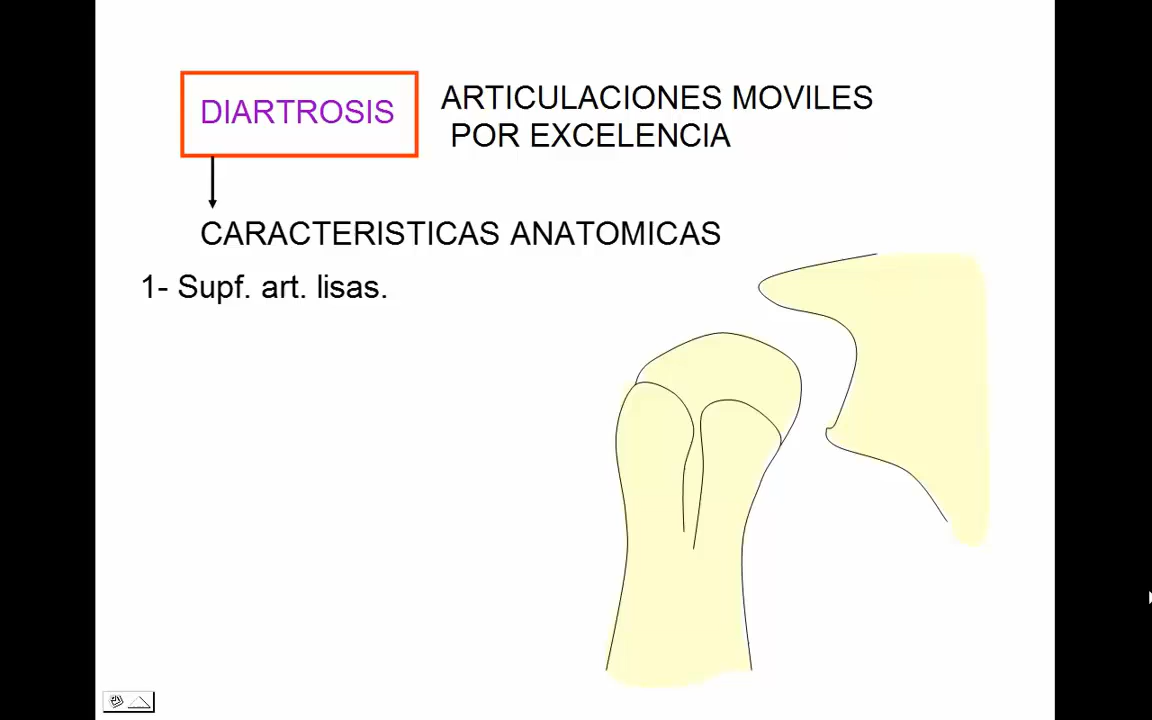 DIARTROSIS
ARTICULACIONES MOVILES
POR EXCELENCIA
CARACTERISTICAS ANATOMICAS
1- Supf. art. lisas.